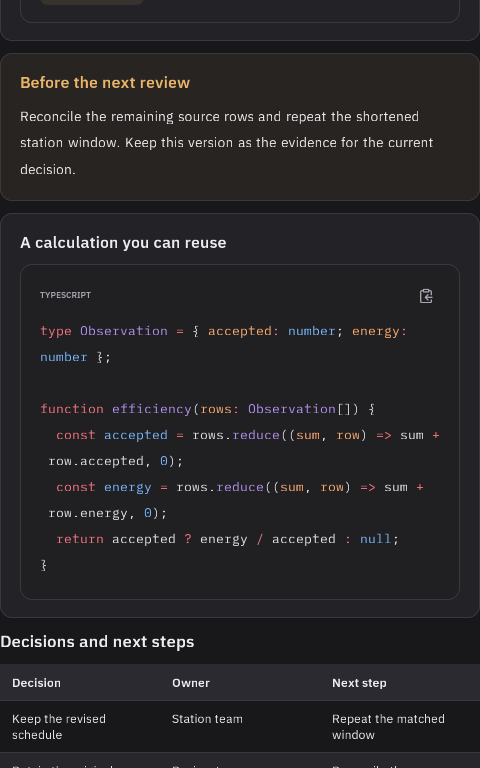 Before the next review
Reconcile the remaining source rows and repeat the shortened
station window. Keep this version as the evidence for the current
decision.
A calculation you can reuse
TYPESCRIPT
type Observation = { accepted: number; energy:
number };
function efficiency(rows: Observation[]) {
  const accepted = rows.reduce((sum, row) => sum +
 row.accepted, 0);
  const energy = rows.reduce((sum, row) => sum +
 row.energy, 0);
  return accepted ? energy / accepted : null;
}
Decisions and next steps
Decision Owner Next step
Keep the revised Station team Repeat the matched
schedule window